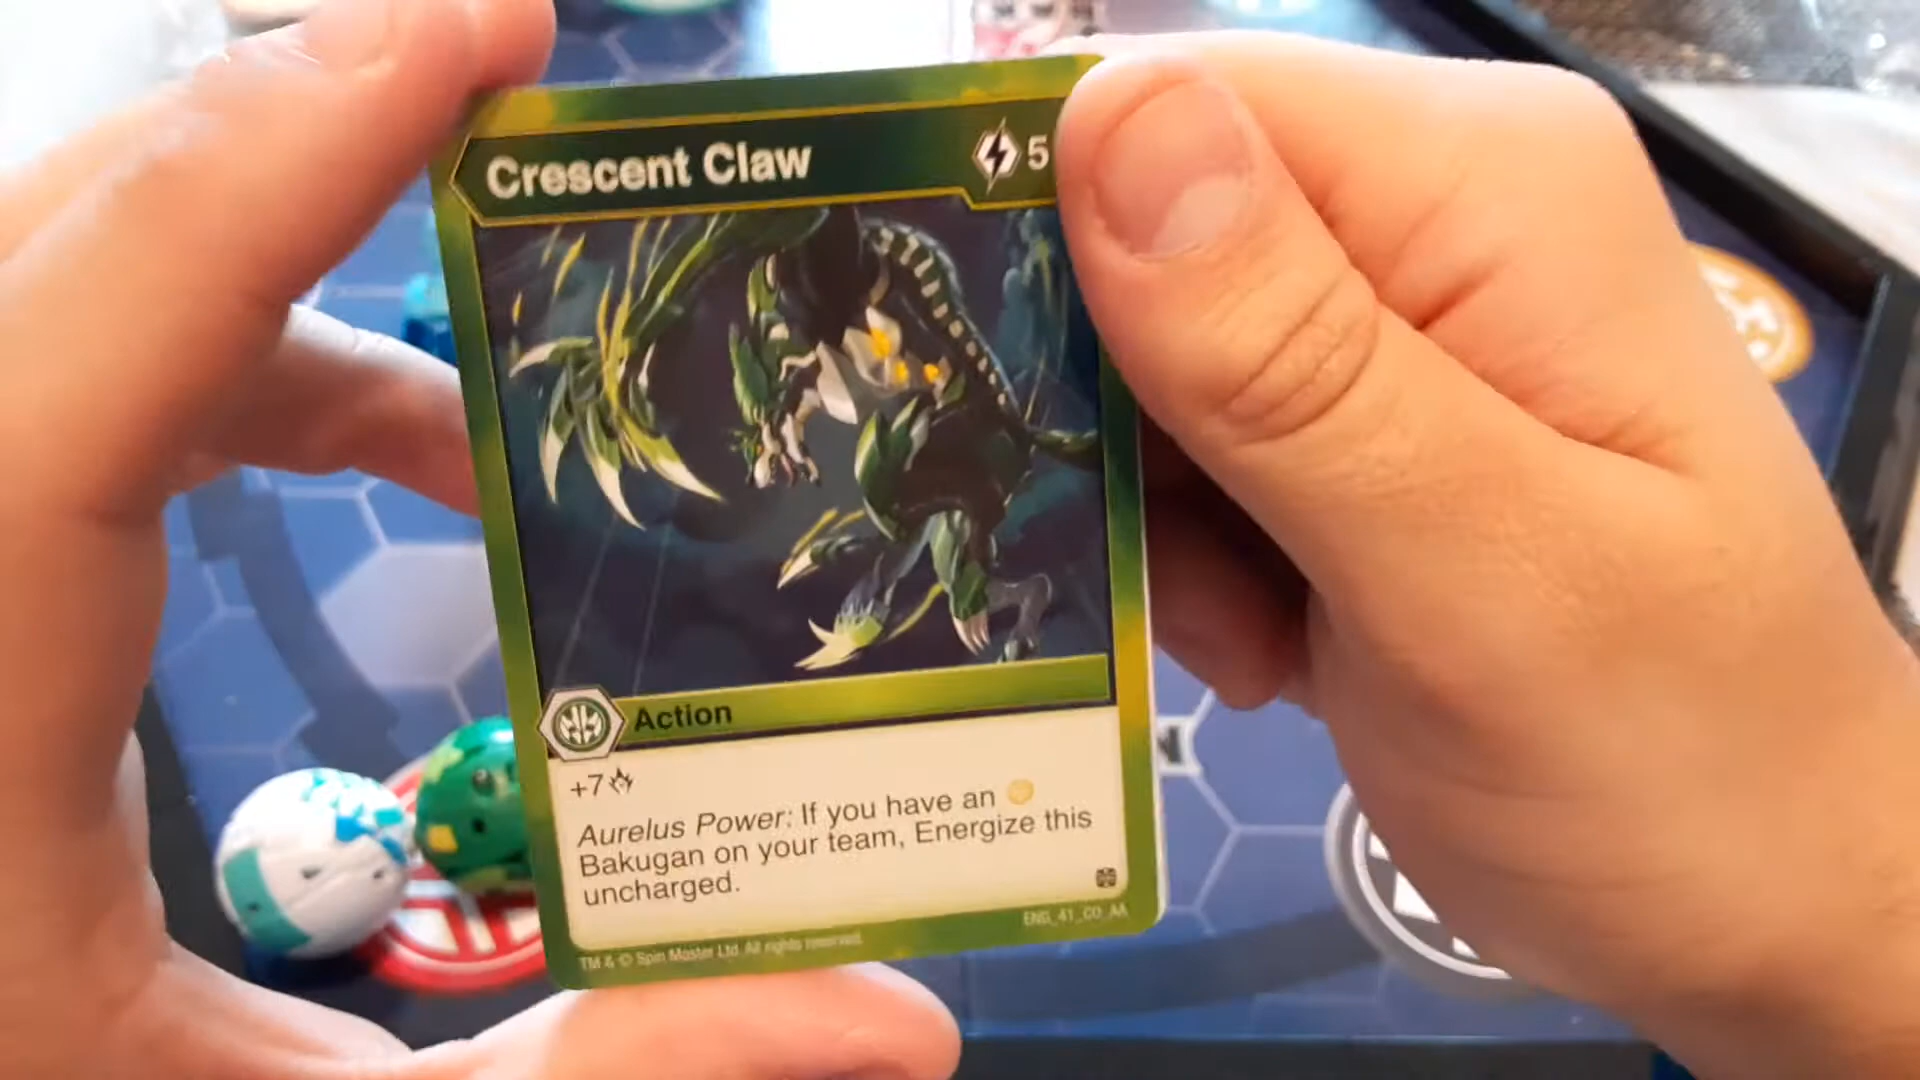 Crescent Claw 5
Action
+7
Aurelus Power: If you have an
Bakugan on your team, Energize this
uncharged.
ENG_41_CO_AA
TM & © Spin Master Ltd. All rights reserved.